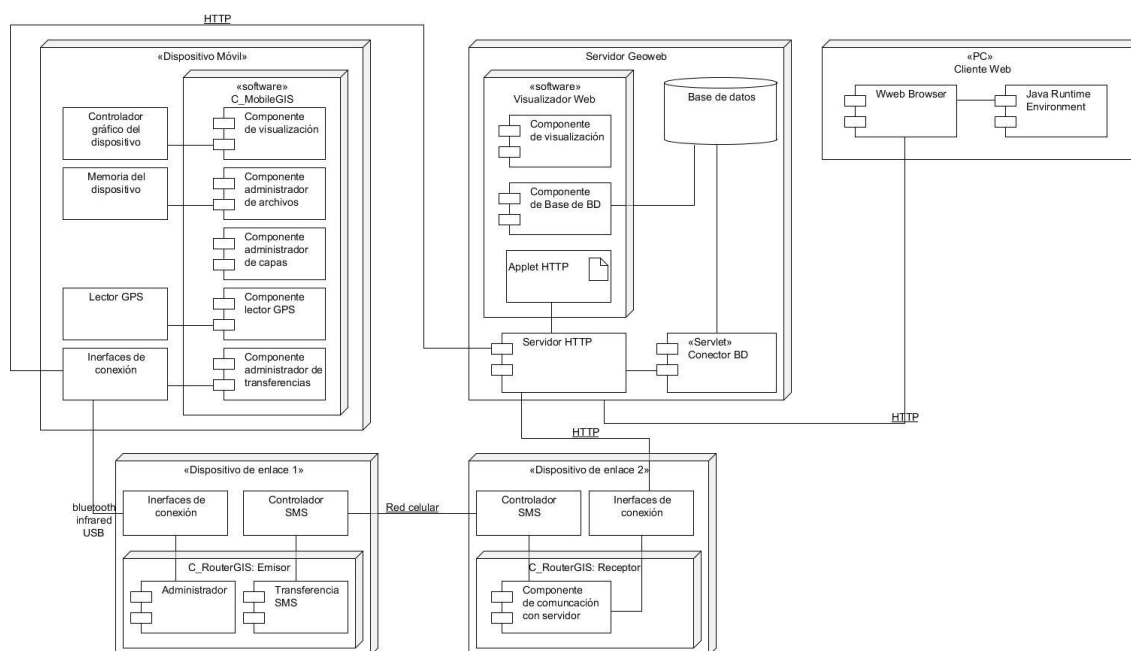 HTTP
«Dispositivo Móvil»
«software»
C_MobileGIS
Controlador
gráfico del
dispositivo
Componente
de visualización
Memoria del
dispositivo
Componente
administrador
de archivos
Componente
administrador
de capas
Lector GPS
Componente
lector GPS
Inerfaces de
conexión
Componente
administrador de
transferencias
Servidor Geoweb
«software»
Visualizador Web
Componente
de visualización
Componente
de Base de BD
Applet HTTP
Base de datos
Servidor HTTP
«Servlet»
Conector BD
«PC»
Cliente Web
Wweb Browser
Java Runtime
Environment
HTTP
HTTP
«Dispositivo de enlace 1»
bluetooth
infrared
USB
Inerfaces de
conexión
Controlador
SMS
C_RouterGIS: Emisor
Administrador
Transferencia
SMS
Red celular
«Dispositivo de enlace 2»
Controlador
SMS
Inerfaces de
conexión
C_RouterGIS: Receptor
Componente
de comuncación
con servidor